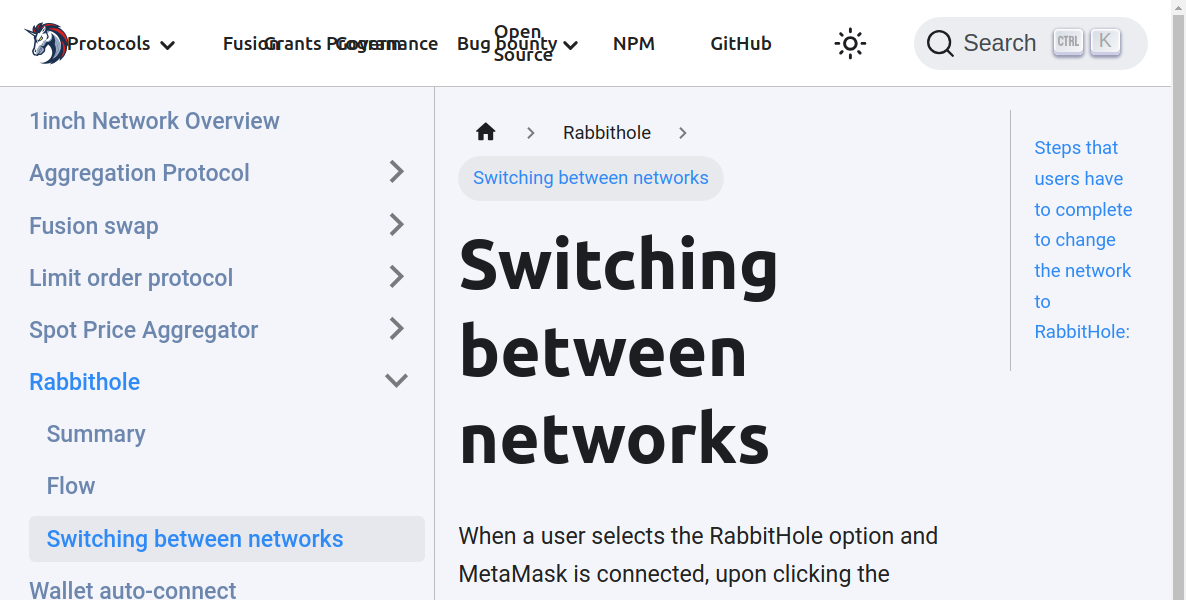 Protocols
Fusion
Grants Program
Governance
Bug bounty
Open
Source
NPM
GitHub
Search CTRL K
1inch Network Overview
Aggregation Protocol
Fusion swap
Limit order protocol
Spot Price Aggregator
Rabbithole
Summary
Flow
Switching between networks
Wallet auto-connect
Rabbithole
Switching between networks
Switching
between
networks
When a user selects the RabbitHole option and
MetaMask is connected, upon clicking the
Steps that
users have
to complete
to change
the network
to
RabbitHole: